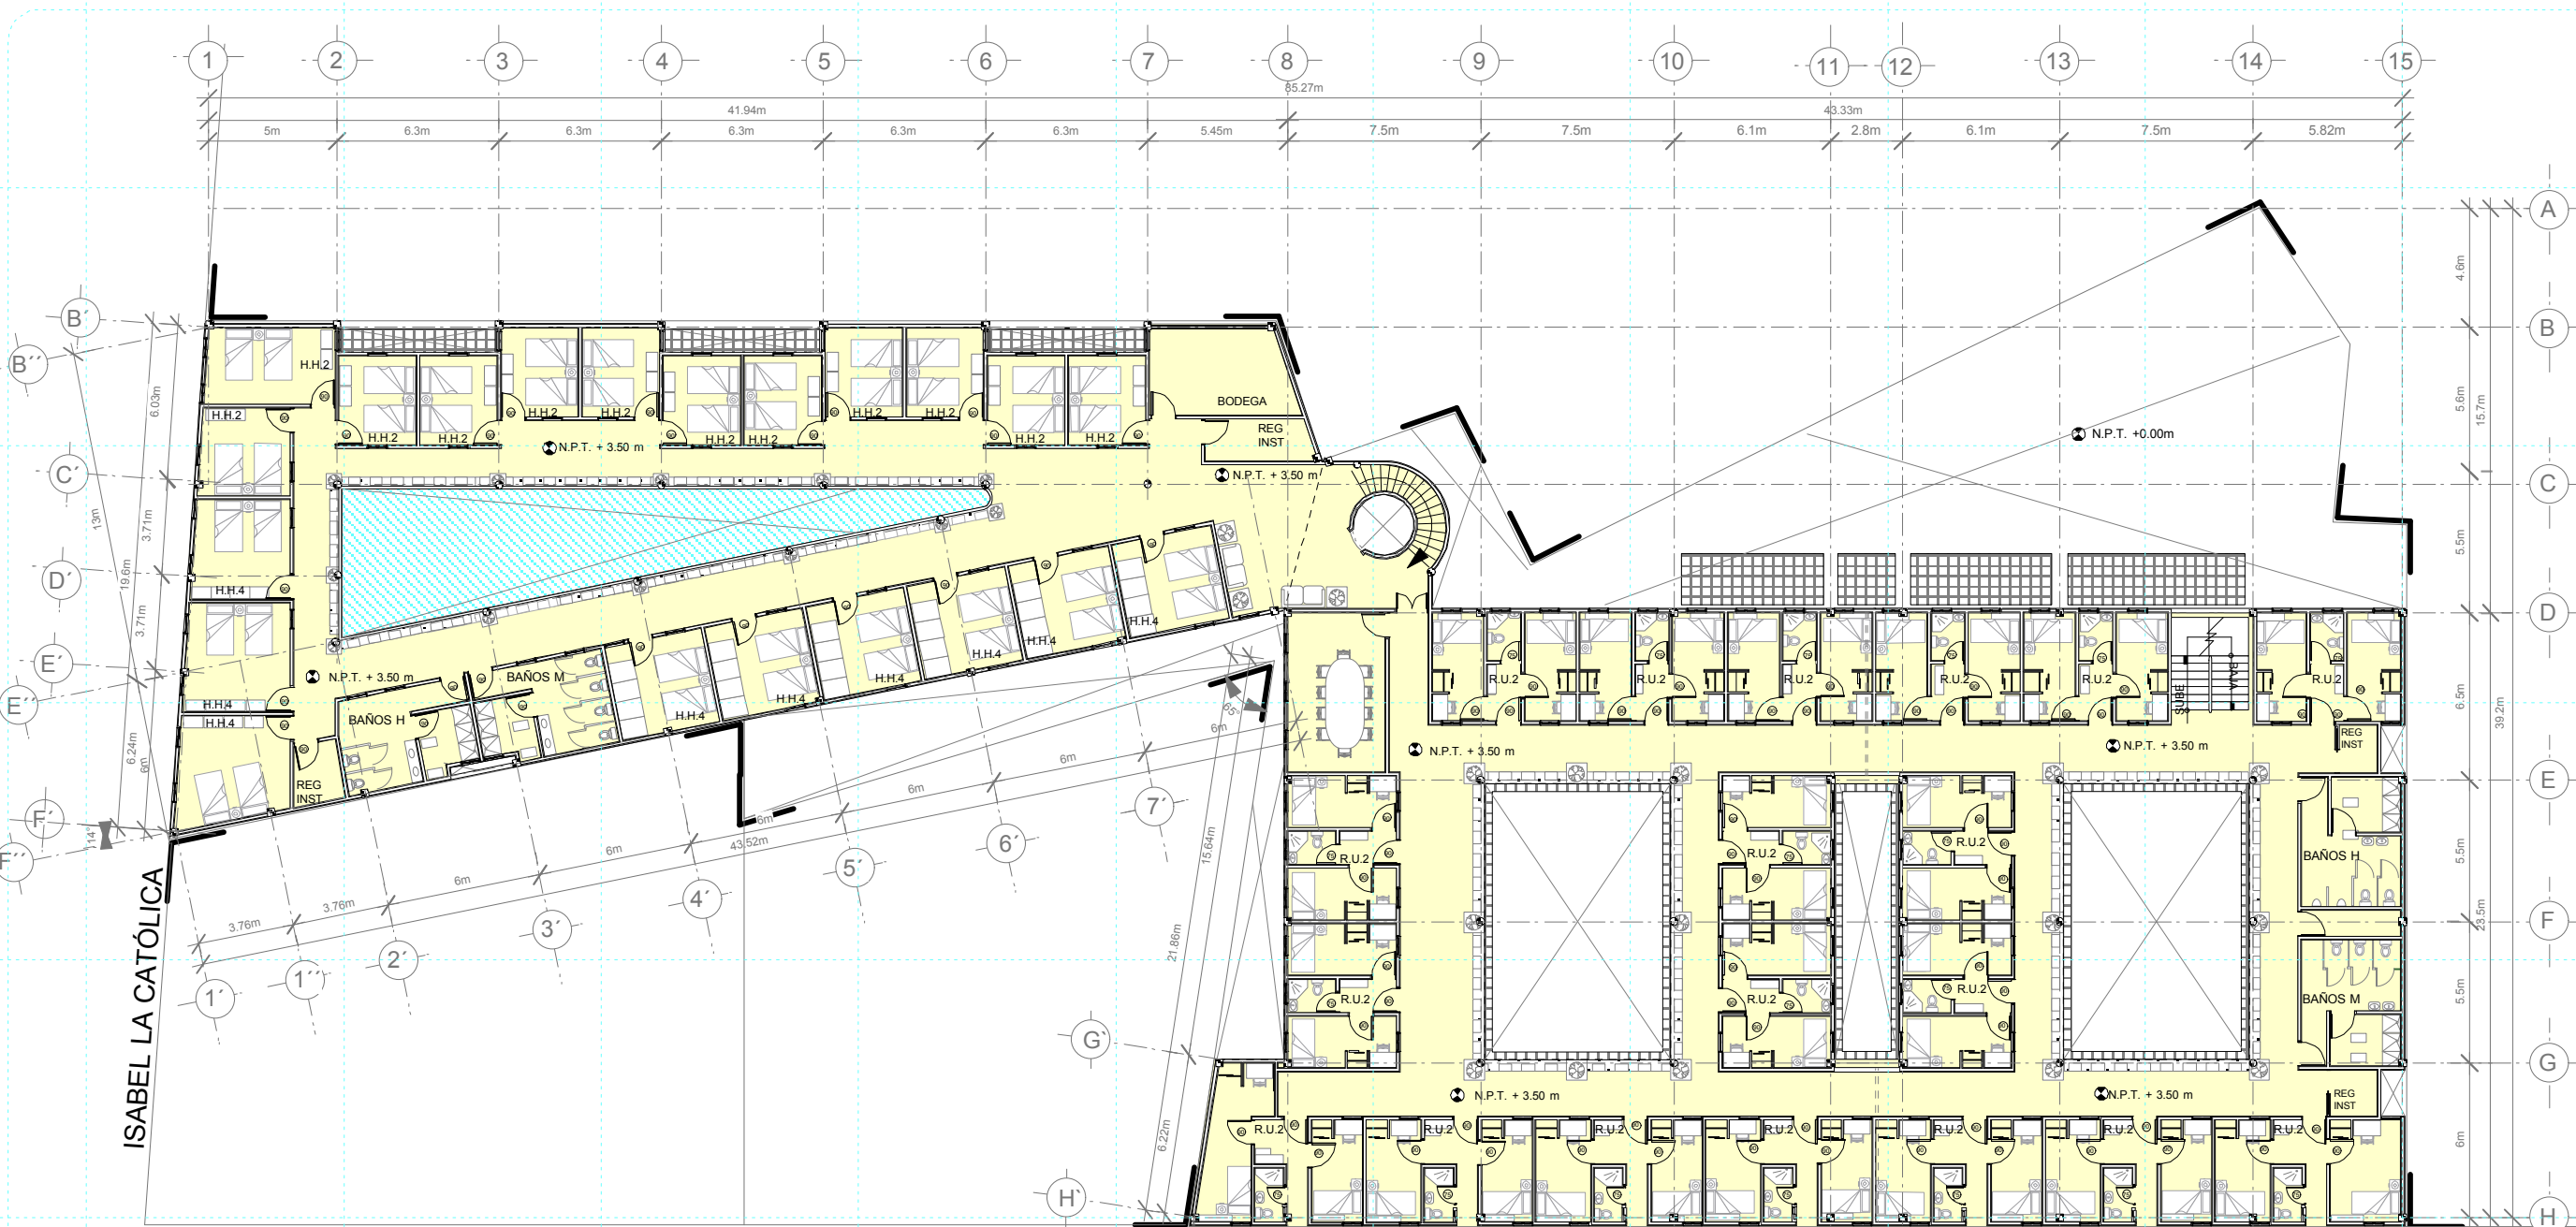 1 2 3 4 5 6 7 8 9 10 11 12 13 14 15
85.27m
41.94m 43.33m
5m 6.3m 6.3m 6.3m 6.3m 6.3m 5.45m 7.5m 7.5m 6.1m 2.8m 6.1m 7.5m 5.82m
A
B
C
D
E
F
G
H
4.6m
5.6m
15.7m
5.5m
6.5m
39.2m
5.5m
23.5m
5.5m
6m
B´
B´´
C´
D´
E´
E´´
F´
F´´
6.03m
13m
3.71m
19.6m
3.71m
6.24m
6m
14°
H.H.2
H.H.2
H.H.2 H.H.2 H.H.2 H.H.2 H.H.2 H.H.2 H.H.2 H.H.2 H.H.2 H.H.2
BODEGA
REG
INST
N.P.T. + 3.50 m
N.P.T. + 3.50 m
N.P.T. +0.00m
H.H.4
H.H.4
H.H.4
N.P.T. + 3.50 m
BAÑOS H
BAÑOS M
REG
INST
H.H.4 H.H.4 H.H.4 H.H.4 H.H.4 H.H.4
65°
6m
6m
6m
6m
6m
6m
43.52m
3.76m
3.76m
1´ 1´´ 2´ 3´ 4´ 5´ 6´ 7´
15.64m
21.86m
6.22m
G`
H`
ISABEL LA CATÓLICA
R.U.2 R.U.2 R.U.2 R.U.2 R.U.2 R.U.2
SUBE
BAJA
N.P.T. + 3.50 m
N.P.T. + 3.50 m
REG
INST
R.U.2 R.U.2 R.U.2
BAÑOS H
R.U.2 R.U.2 R.U.2
BAÑOS M
N.P.T. + 3.50 m
N.P.T. + 3.50 m
REG
INST
R.U.2 R.U.2 R.U.2 R.U.2 R.U.2 R.U.2 R.U.2